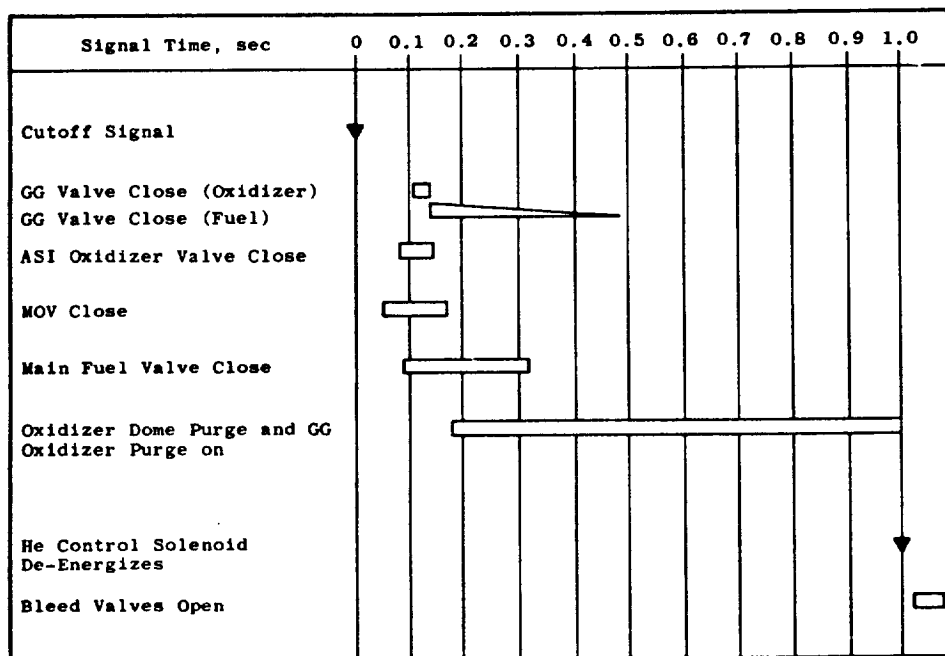 Signal Time, sec 0 0.1 0.2 0.3 0.4 0.5 0.6 0.7 0.8 0.9 1.0
Cutoff Signal
GG Valve Close (Oxidizer)
GG Valve Close (Fuel)
ASI Oxidizer Valve Close
MOV Close
Main Fuel Valve Close
Oxidizer Dome Purge and GG
Oxidizer Purge on
He Control Solenoid
De-Energizes
Bleed Valves Open